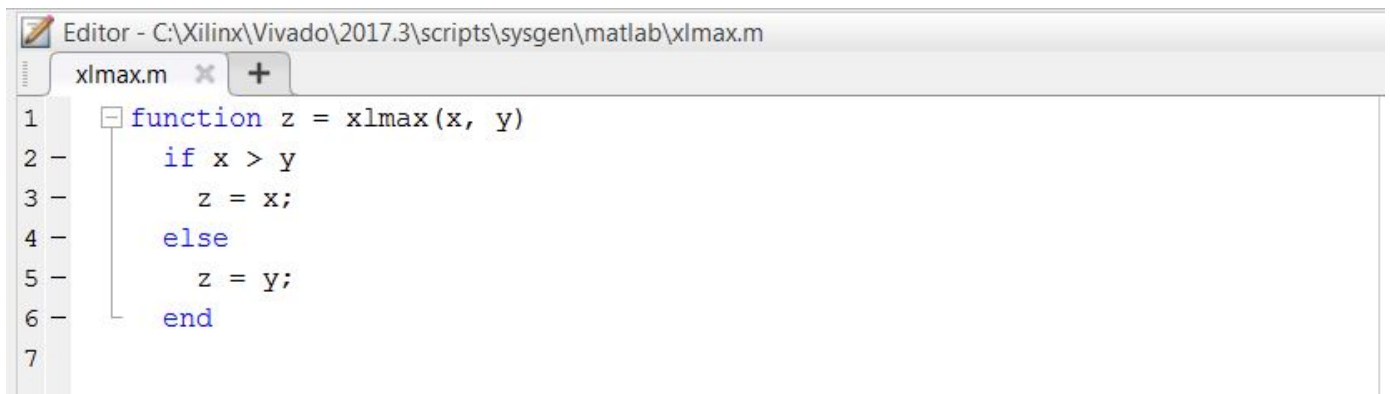 Editor - C:\Xilinx\Vivado\2017.3\scripts\sysgen\matlab\xlmax.m
xlmax.m × +
1 function z = xlmax(x, y)
2 – if x > y
3 – z = x;
4 – else
5 – z = y;
6 – end
7